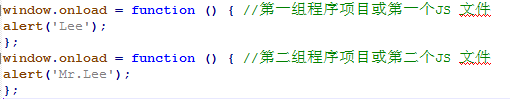 window.onload = function () { //第一组程序项目或第一个JS 文件
alert('Lee');
};
window.onload = function () { //第二组程序项目或第二个JS 文件
alert('Mr.Lee');
};